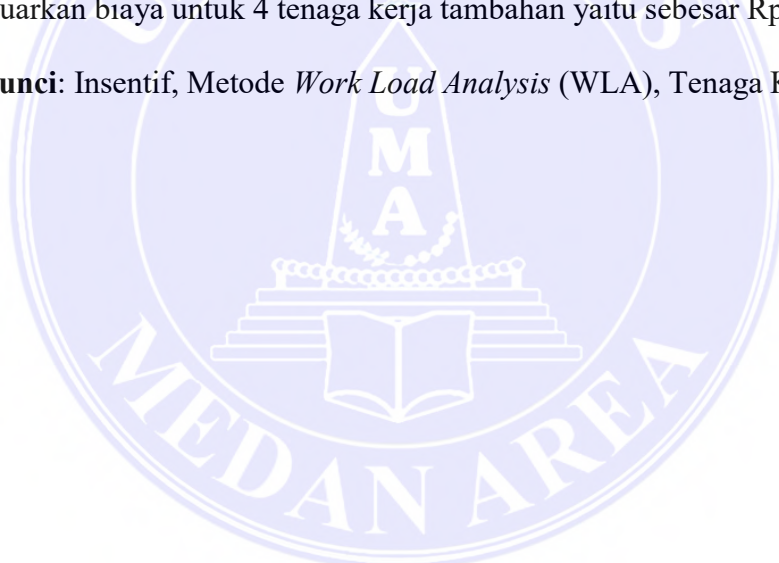 uarkan biaya untuk 4 tenaga kerja tambahan yaitu sebesar Rp
unci: Insentif, Metode Work Load Analysis (WLA), Tenaga K
U
M
A
MEDAN AREA